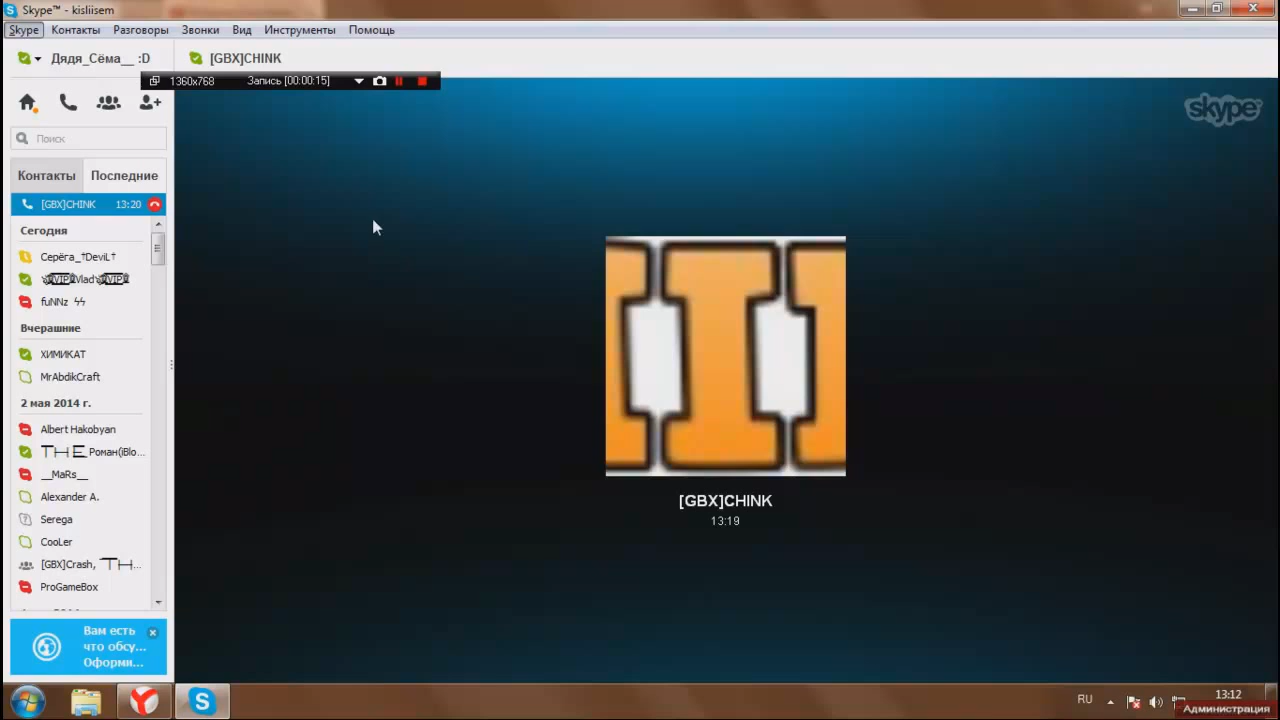 Skype™ - kisliisem
Skype Контакты Разговоры Звонки Вид Инструменты Помощь
Дядя_Сёма__ :D
[GBX]CHINK
1360x768 Запись [00:00:15]
skype
Поиск
Контакты Последние
[GBX]CHINK 13:20
Сегодня
Серёга_†DeviL†
Vlad
fuNNz ϟϟ
Вчерашние
ХИМИКАТ
MrAbdikCraft
2 мая 2014 г.
Albert Hakobyan
THE Роман(iBlo...
__MaRs__
Alexander A.
Serega
CooLer
[GBX]Crash, TH...
ProGameBox
Вам есть
что обсу...
Оформи...
[GBX]CHINK
13:19
RU
13:12
Администрация